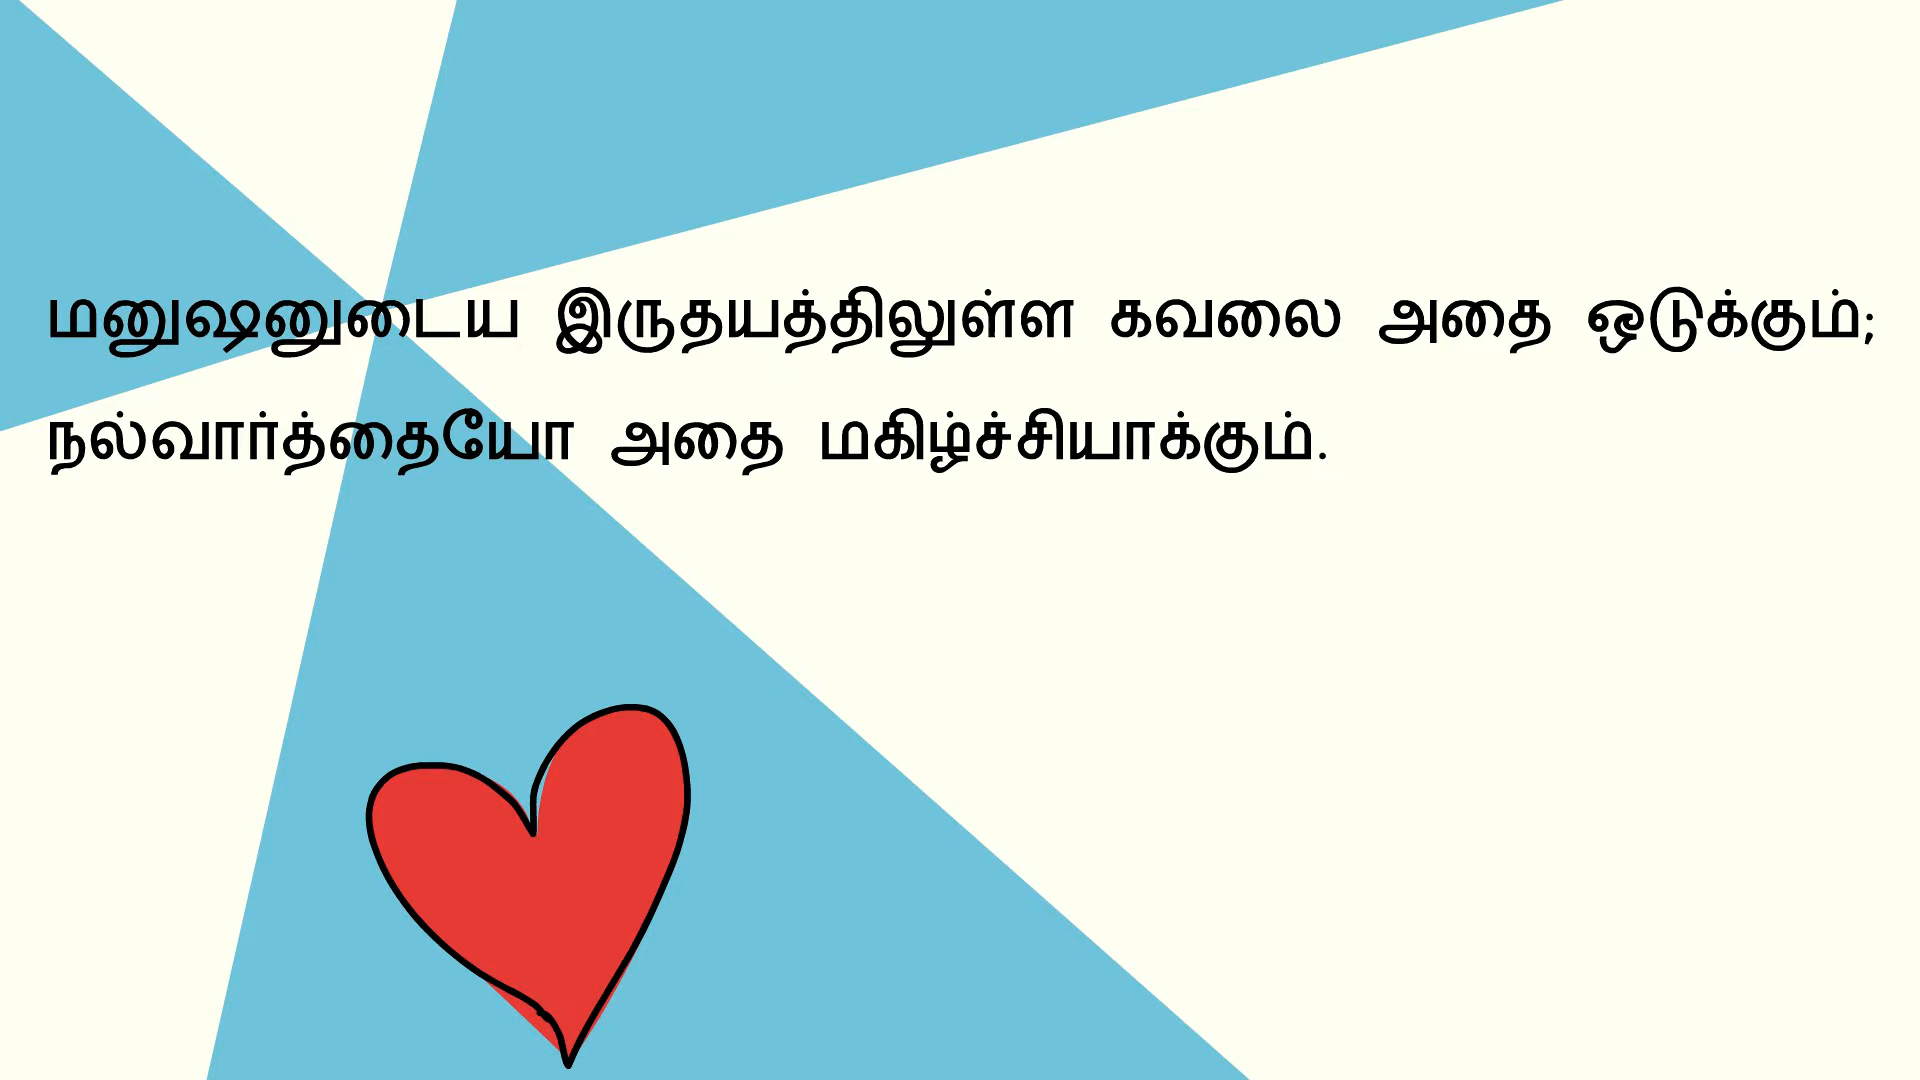 மனுஷனுடைய இருதயத்திலுள்ள கவலை அதை ஒடுக்கும்;
நல்வார்த்தையோ அதை மகிழ்ச்சியாக்கும்.